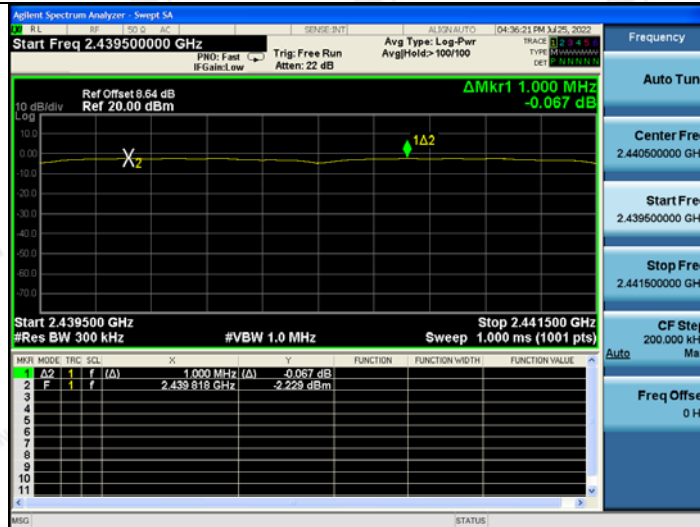 Agilent Spectrum Analyzer - Swept SA
RL RF 50 Ω AC SENSE:INT ALIGN AUTO 04:36:21 PM Jul 25, 2022
Start Freq 2.439500000 GHz
PNO: Fast
IFGain:Low
Trig: Free Run
Atten: 22 dB
Avg Type: Log-Pwr
Avg|Hold:> 100/100
TRACE 1 2 3 4 5 6
TYPE M
DET P N N N N N
Ref Offset 8.64 dB
Ref 20.00 dBm
10 dB/div
Log
ΔMkr1 1.000 MHz
-0.067 dB
10.0
0.00
-10.0
-20.0
-30.0
-40.0
-50.0
-60.0
-70.0
X2
1Δ2
Start 2.439500 GHz
Stop 2.441500 GHz
#Res BW 300 kHz #VBW 1.0 MHz Sweep 1.000 ms (1001 pts)
MKR MODE TRC SCL X Y FUNCTION FUNCTION WIDTH FUNCTION VALUE
1 Δ2 1 f (Δ) 1.000 MHz (Δ) -0.067 dB
2 F 1 f 2.439 818 GHz -2.229 dBm
3
4
5
6
7
8
9
10
11
MSG STATUS
Frequency
Auto Tun
Center Fre
2.440500000 GH
Start Fre
2.439500000 GH
Stop Fre
2.441500000 GH
CF Step
200.000 kH
Auto Ma
Freq Offse
0 H